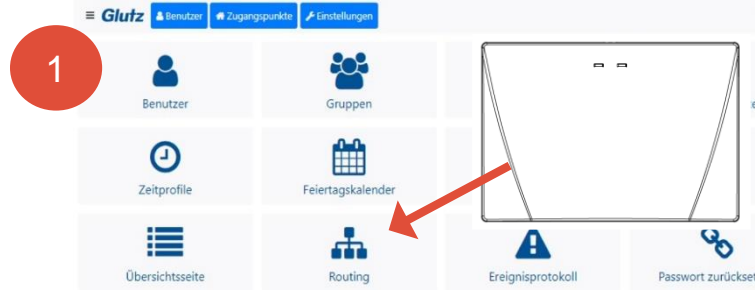 1
Glutz Benutzer Zugangspunkte Einstellungen
Benutzer Gruppen
Zeitprofile Feiertagskalender
Übersichtsseite Routing Ereignisprotokoll Passwort zurückset